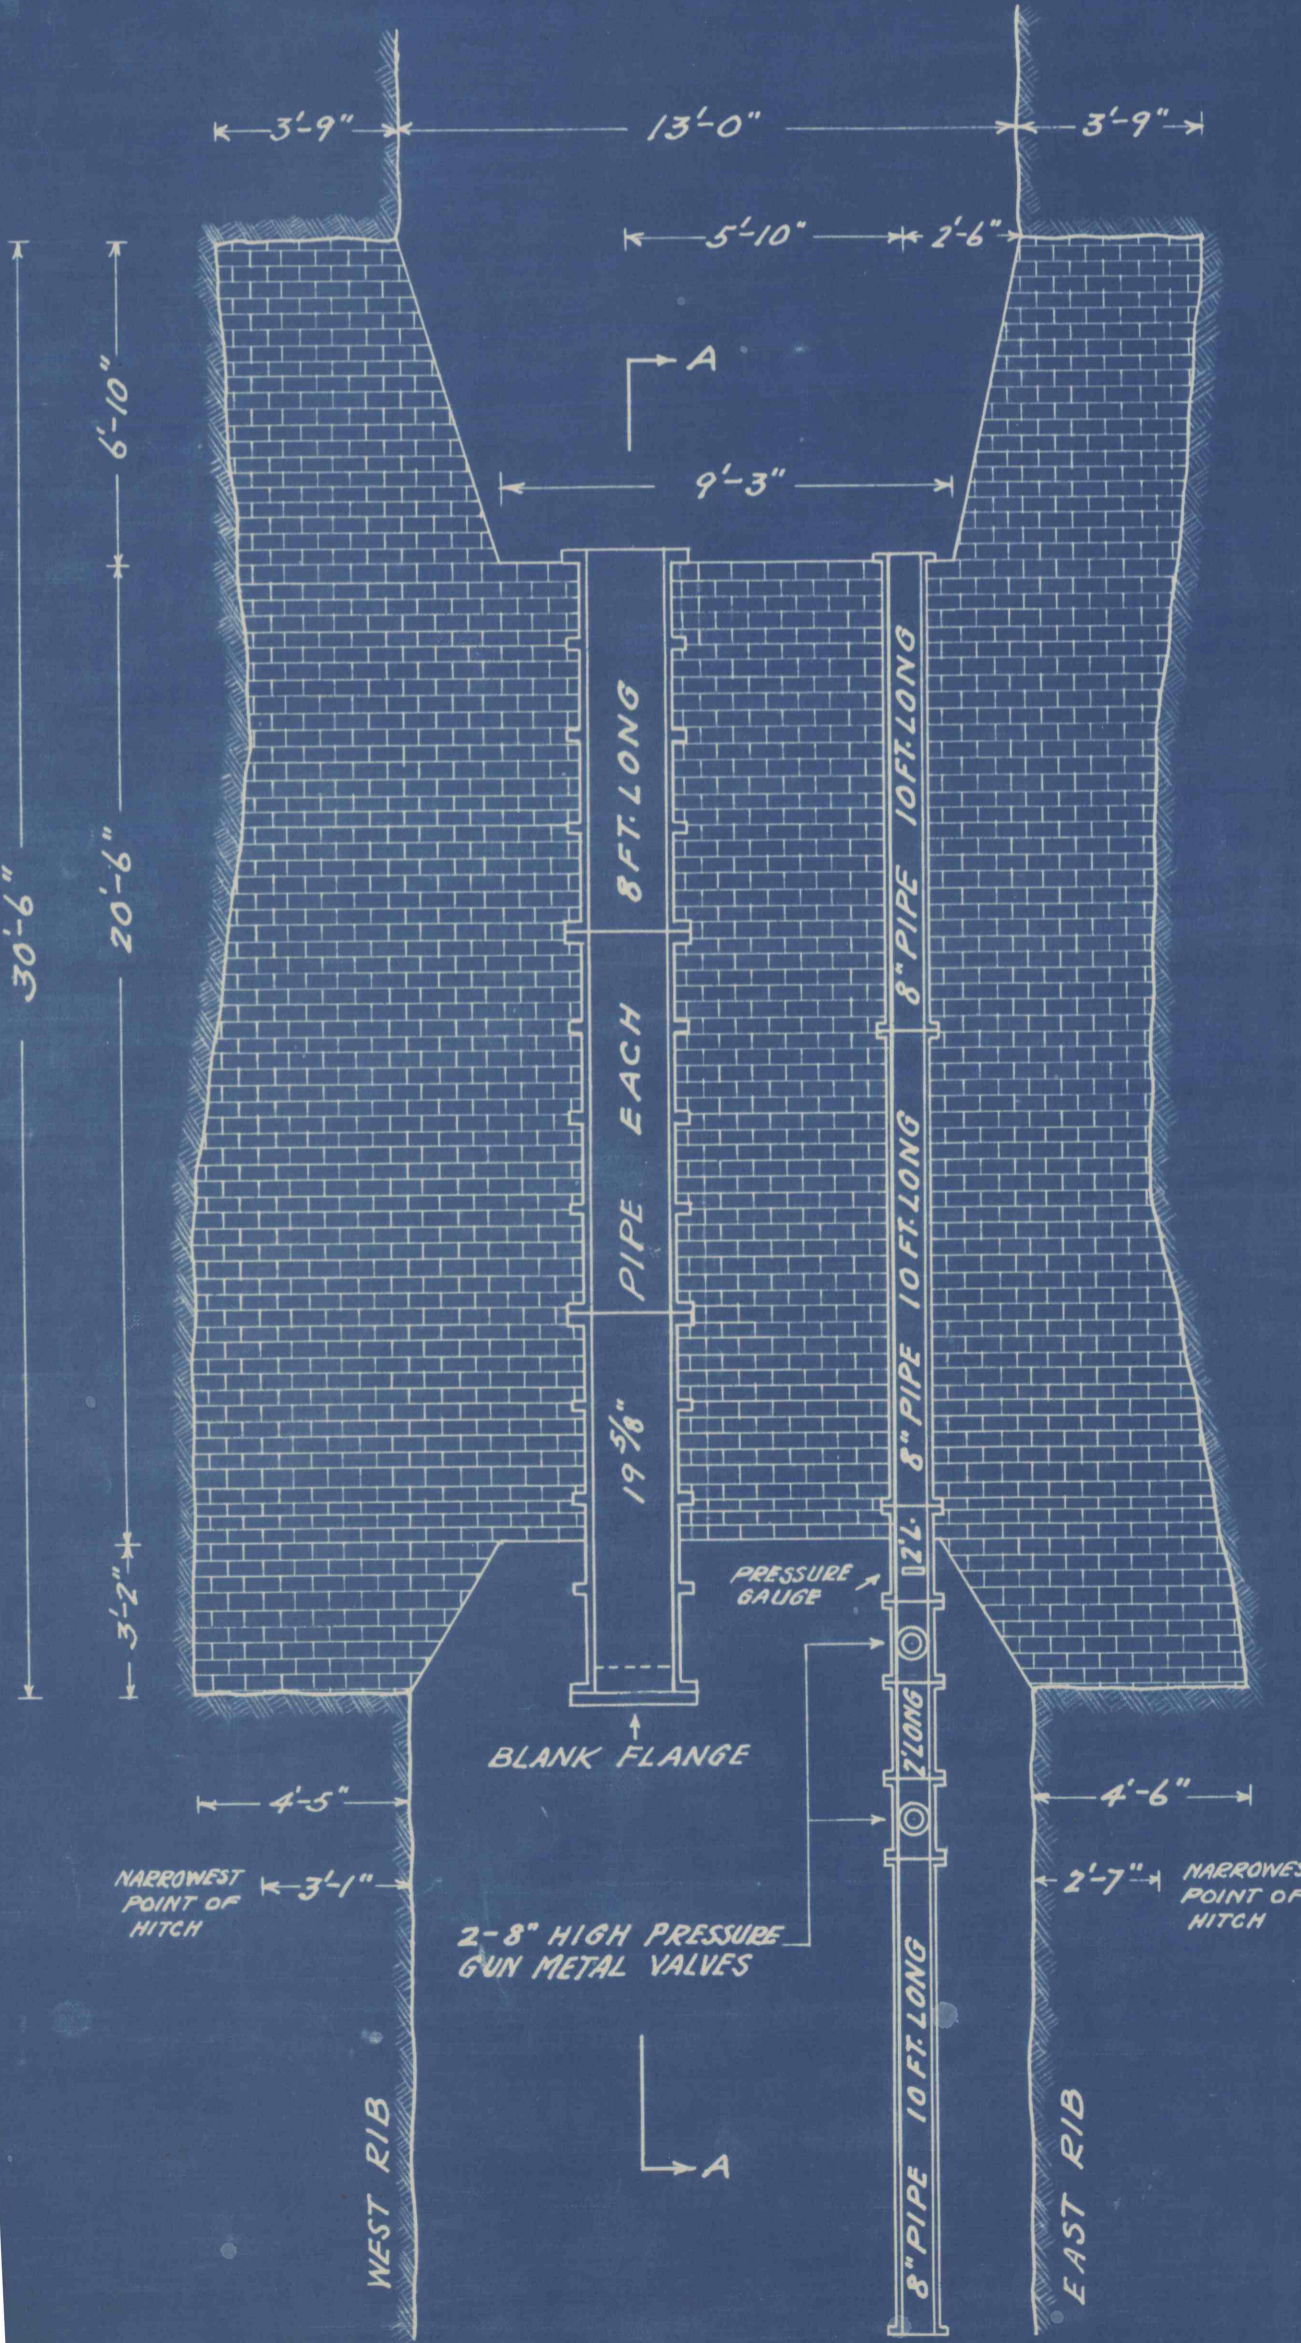 3'-9"
13'-0"
3'-9"
5'-10"
2'-6"
A
6'-10"
9'-3"
30'-6"
20'-6"
3'-2"
19 5/8" PIPE EACH 8 FT. LONG
8" PIPE 10 FT. LONG
8" PIPE 10 FT. LONG
2'L.
PRESSURE
GAUGE
2' LONG
BLANK FLANGE
4'-5"
4'-6"
NARROWEST
POINT OF
HITCH
3'-1"
2'-7"
POINT OF
HITCH
2-8" HIGH PRESSURE
GUN METAL VALVES
8" PIPE 10 FT. LONG
A
WEST RIB
EAST RIB